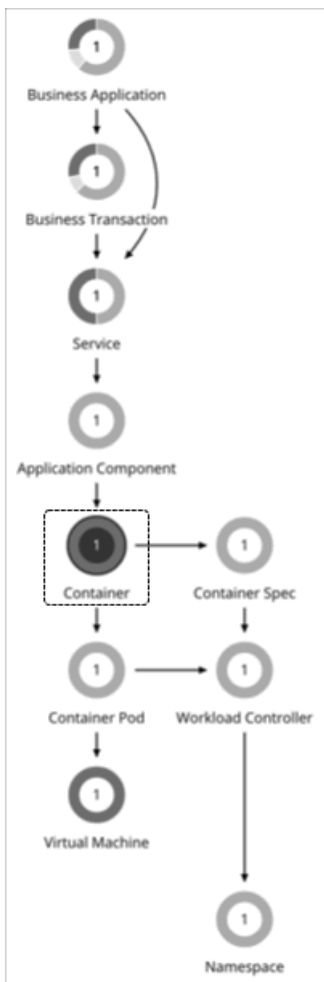 1
Business Application
1
Business Transaction
1
Service
1
Application Component
1
Container
1
Container Spec
1
Container Pod
1
Workload Controller
1
Virtual Machine
1
Namespace